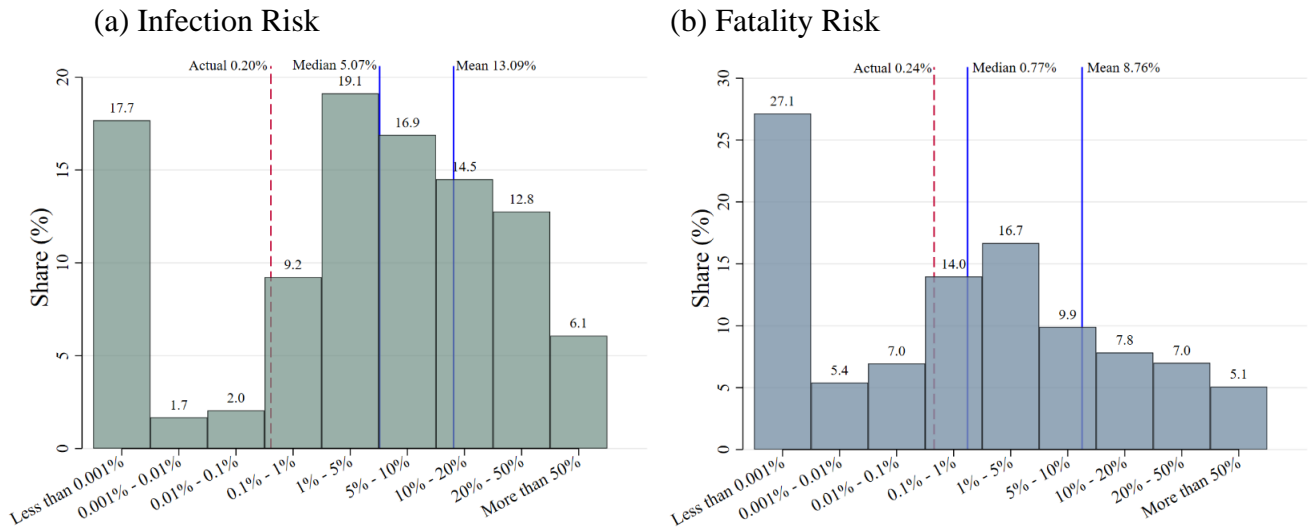 (a) Infection Risk
Actual 0.20% Median 5.07% Mean 13.09%
Share (%)
20
15
10
5
0
17.7
1.7
2.0
9.2
19.1
16.9
14.5
12.8
6.1
Less than 0.001%
0.001% - 0.01%
0.01% - 0.1%
0.1% - 1%
1% - 5%
5% - 10%
10% - 20%
20% - 50%
More than 50%
(b) Fatality Risk
Actual 0.24% Median 0.77% Mean 8.76%
Share (%)
30
25
20
15
10
5
0
27.1
5.4
7.0
14.0
16.7
9.9
7.8
7.0
5.1
Less than 0.001%
0.001% - 0.01%
0.01% - 0.1%
0.1% - 1%
1% - 5%
5% - 10%
10% - 20%
20% - 50%
More than 50%